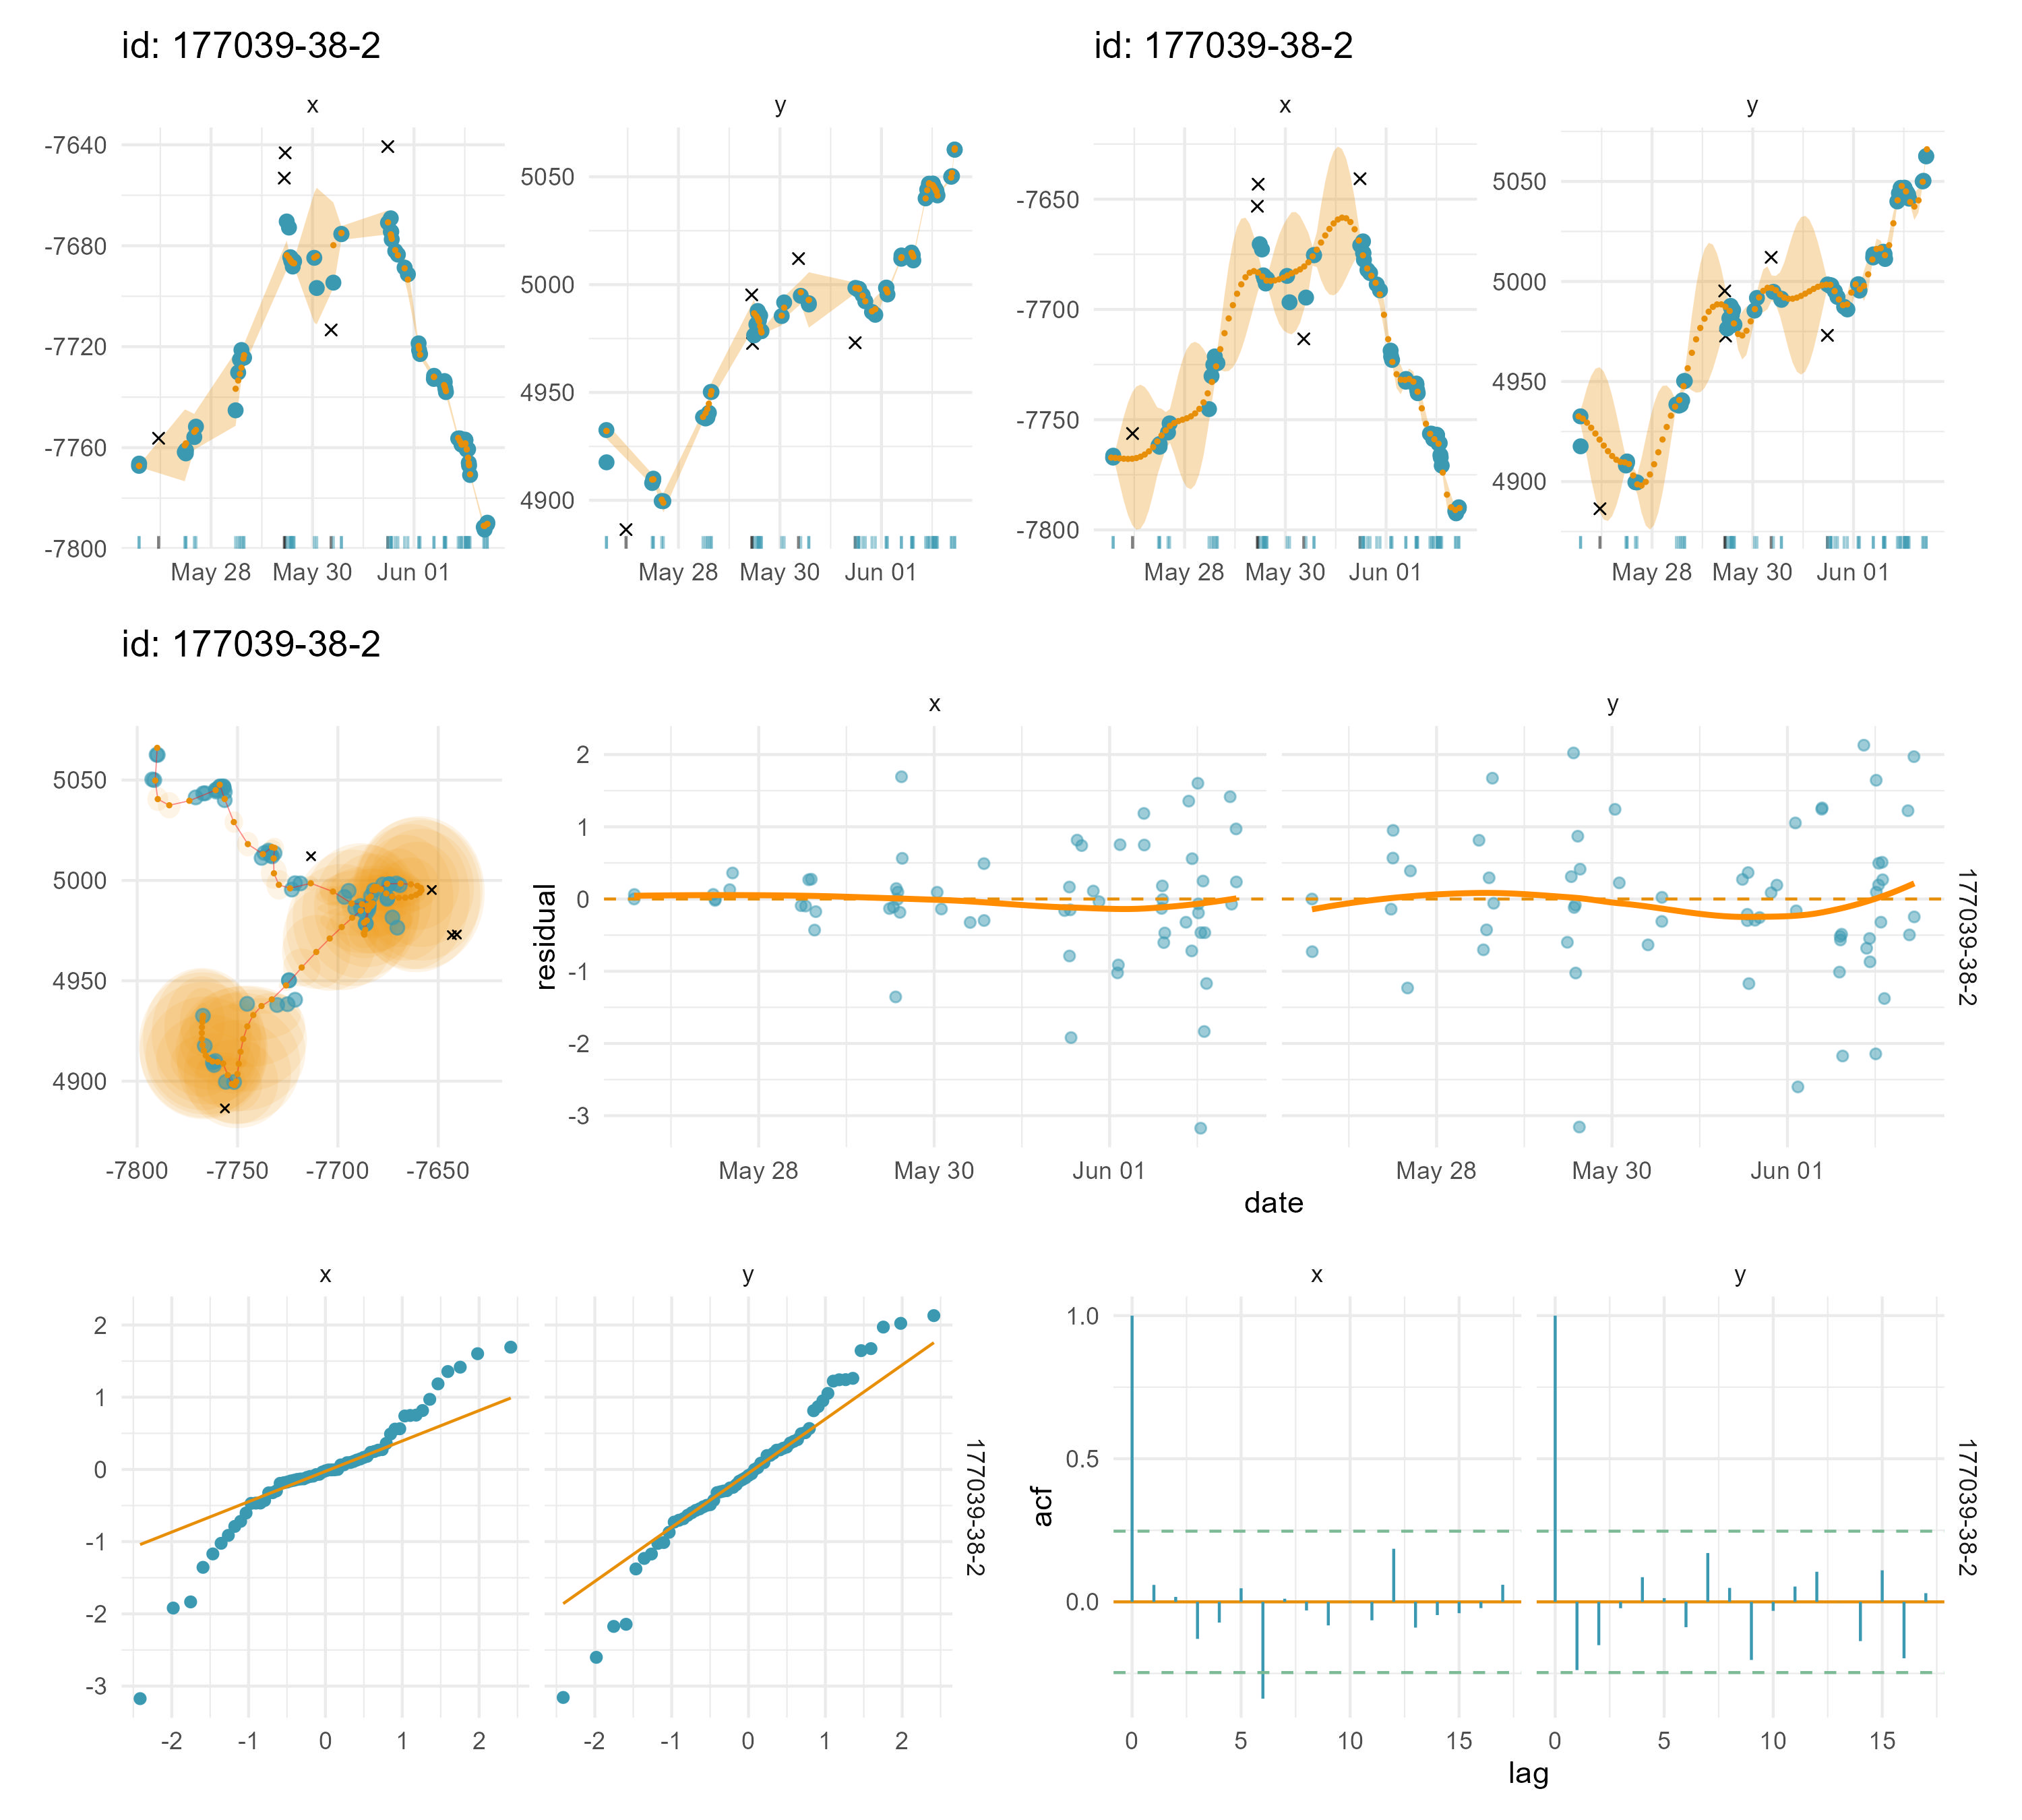 id: 177039-38-2
id: 177039-38-2
x
y
x
y
-7640
-7680
-7720
-7760
-7800
5050
5000
4950
4900
-7650
-7700
-7750
-7800
5050
5000
4950
4900
May 28 May 30 Jun 01
May 28 May 30 Jun 01
May 28 May 30 Jun 01
May 28 May 30 Jun 01
id: 177039-38-2
x
y
5050
5000
4950
4900
-7800 -7750 -7700 -7650
residual
2
1
0
-1
-2
-3
177039-38-2
May 28 May 30 Jun 01
May 28 May 30 Jun 01
date
x
y
2
1
0
-1
-2
-3
177039-38-2
-2 -1 0 1 2
-2 -1 0 1 2
x
y
acf
1.0
0.5
0.0
177039-38-2
0 5 10 15
0 5 10 15
lag